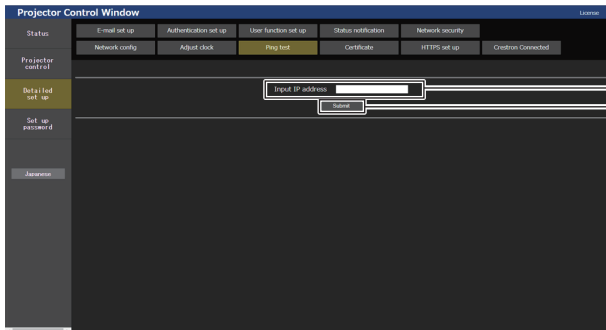 Projector Control Window
License
Status
E-mail set up
Authentication set up
User function set up
Status notification
Network security
Network config
Adjust clock
Ping test
Certificate
HTTPS set up
Crestron Connected
Projector
control
Detailed
set up
Set up
password
Japanese
Input IP address
Submit